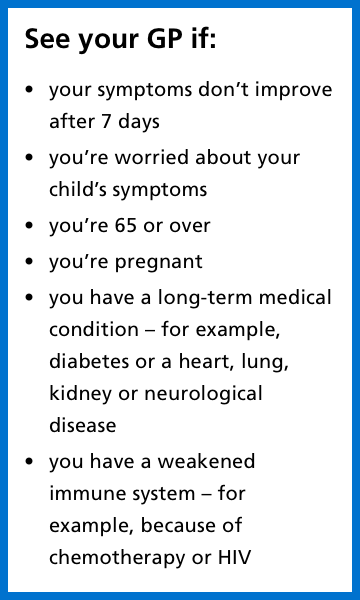 See your GP if:
• your symptoms don’t improve
after 7 days
• you’re worried about your
child’s symptoms
• you’re 65 or over
• you’re pregnant
• you have a long-term medical
condition – for example,
diabetes or a heart, lung,
kidney or neurological
disease
• you have a weakened
immune system – for
example, because of
chemotherapy or HIV